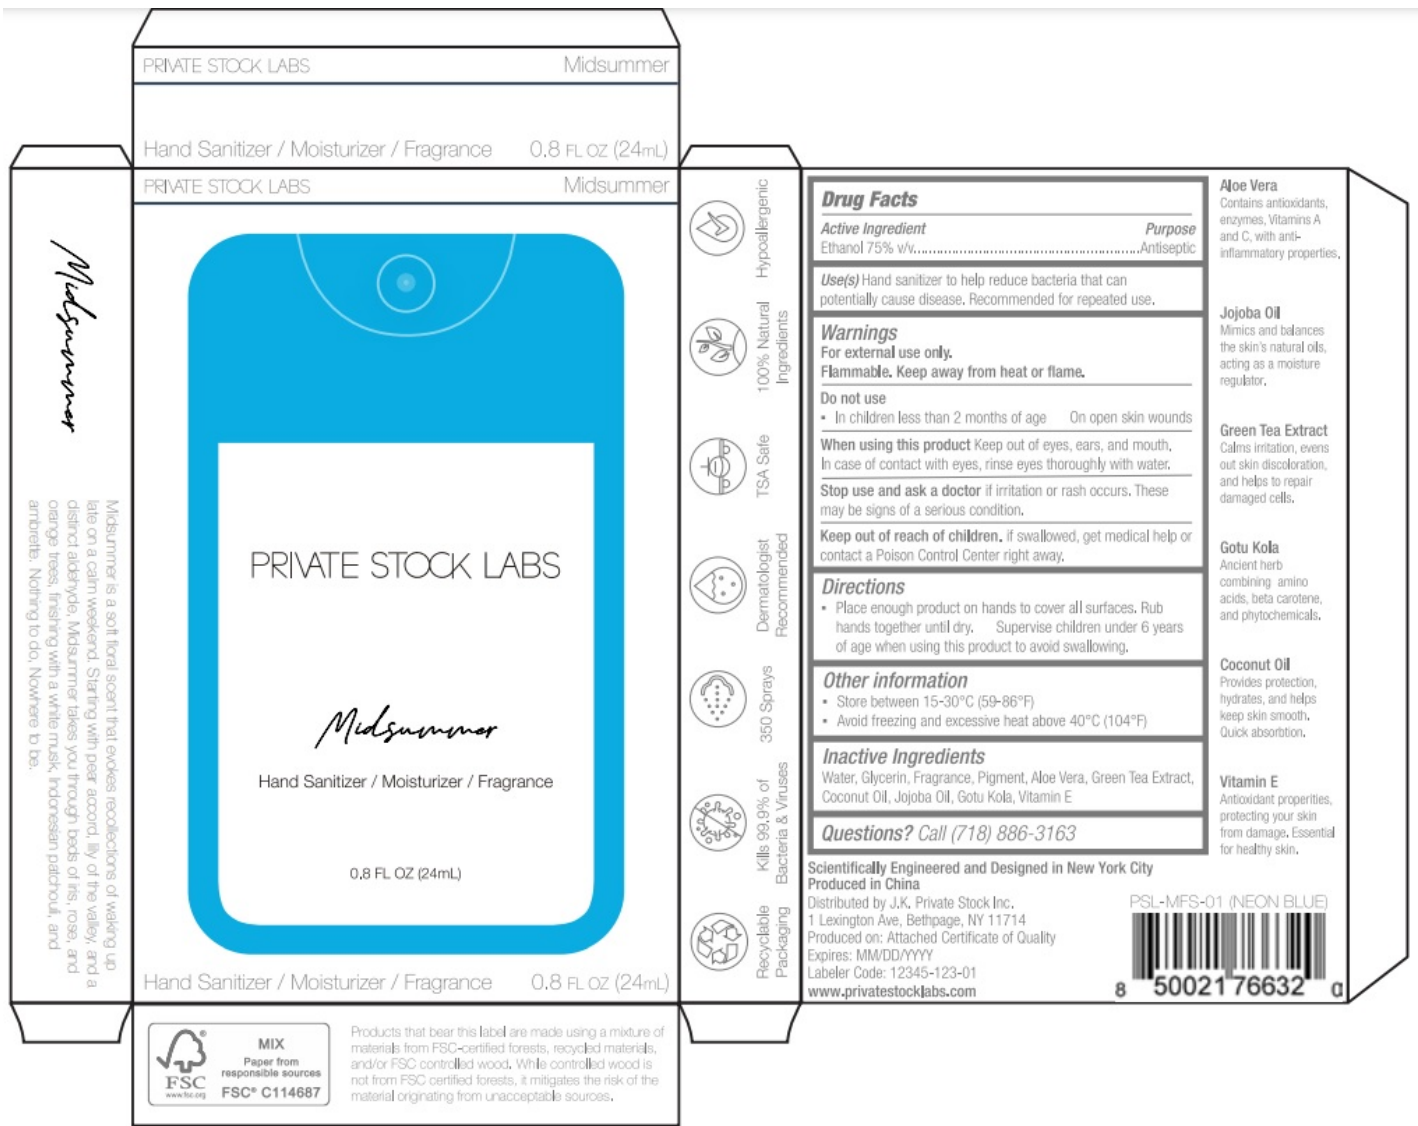 PRIVATE STOCK LABS Midsummer
Hand Sanitizer / Moisturizer / Fragrance 0.8 FL OZ (24mL)
PRIVATE STOCK LABS Midsummer
PRIVATE STOCK LABS
Midsummer
Hand Sanitizer / Moisturizer / Fragrance
0.8 FL OZ (24mL)
Hand Sanitizer / Moisturizer / Fragrance 0.8 FL OZ (24mL)
Midsummer
Midsummer is a soft floral scent that evokes recollections of waking up
late on a calm weekend. Starting with pear accord, lily of the valley, and a
distinct aldehyde, Midsummer takes you through beds of iris, rose, and
orange trees, finishing with a white musk, Indonesian patchouli, and
ambrette. Nothing to do, Nowhere to be.
Hypoallergenic
100% Natural
Ingredients
TSA Safe
Dermatologist
Recommended
350 Sprays
Kills 99.9% of
Bacteria & Viruses
Recyclable
Packaging
Drug Facts
Active Ingredient Purpose
Ethanol 75% v/v..........................................................Antiseptic
Use(s) Hand sanitizer to help reduce bacteria that can
potentially cause disease. Recommended for repeated use.
Warnings
For external use only.
Flammable. Keep away from heat or flame.
Do not use
▪ In children less than 2 months of age On open skin wounds
When using this product Keep out of eyes, ears, and mouth.
In case of contact with eyes, rinse eyes thoroughly with water.
Stop use and ask a doctor if irritation or rash occurs. These
may be signs of a serious condition.
Keep out of reach of children. if swallowed, get medical help or
contact a Poison Control Center right away.
Directions
▪ Place enough product on hands to cover all surfaces. Rub
hands together until dry. Supervise children under 6 years
of age when using this product to avoid swallowing.
Other information
▪ Store between 15-30°C (59-86°F)
▪ Avoid freezing and excessive heat above 40°C (104°F)
Inactive Ingredients
Water, Glycerin, Fragrance, Pigment, Aloe Vera, Green Tea Extract,
Coconut Oil, Jojoba Oil, Gotu Kola, Vitamin E
Questions? Call (718) 886-3163
Scientifically Engineered and Designed in New York City
Produced in China
Distributed by J.K. Private Stock Inc.
1 Lexington Ave, Bethpage, NY 11714
Produced on: Attached Certificate of Quality
Expires: MM/DD/YYYY
Labeler Code: 12345-123-01
www.privatestocklabs.com
Aloe Vera
Contains antioxidants,
enzymes, Vitamins A
and C, with anti-
inflammatory properties.
Jojoba Oil
Mimics and balances
the skin's natural oils,
acting as a moisture
regulator.
Green Tea Extract
Calms irritation, evens
out skin discoloration,
and helps to repair
damaged cells.
Gotu Kola
Ancient herb
combining amino
acids, beta carotene,
and phytochemicals.
Coconut Oil
Provides protection,
hydrates, and helps
keep skin smooth.
Quick absorbtion.
Vitamin E
Antioxidant properities,
protecting your skin
from damage. Essential
for healthy skin.
PSL-MFS-01 (NEON BLUE)
8 50021 76632 0
FSC®
www.fsc.org
MIX
Paper from
responsible sources
FSC® C114687
Products that bear this label are made using a mixture of
materials from FSC-certified forests, recycled materials,
and/or FSC controlled wood. While controlled wood is
not from FSC certified forests, it mitigates the risk of the
material originating from unacceptable sources.